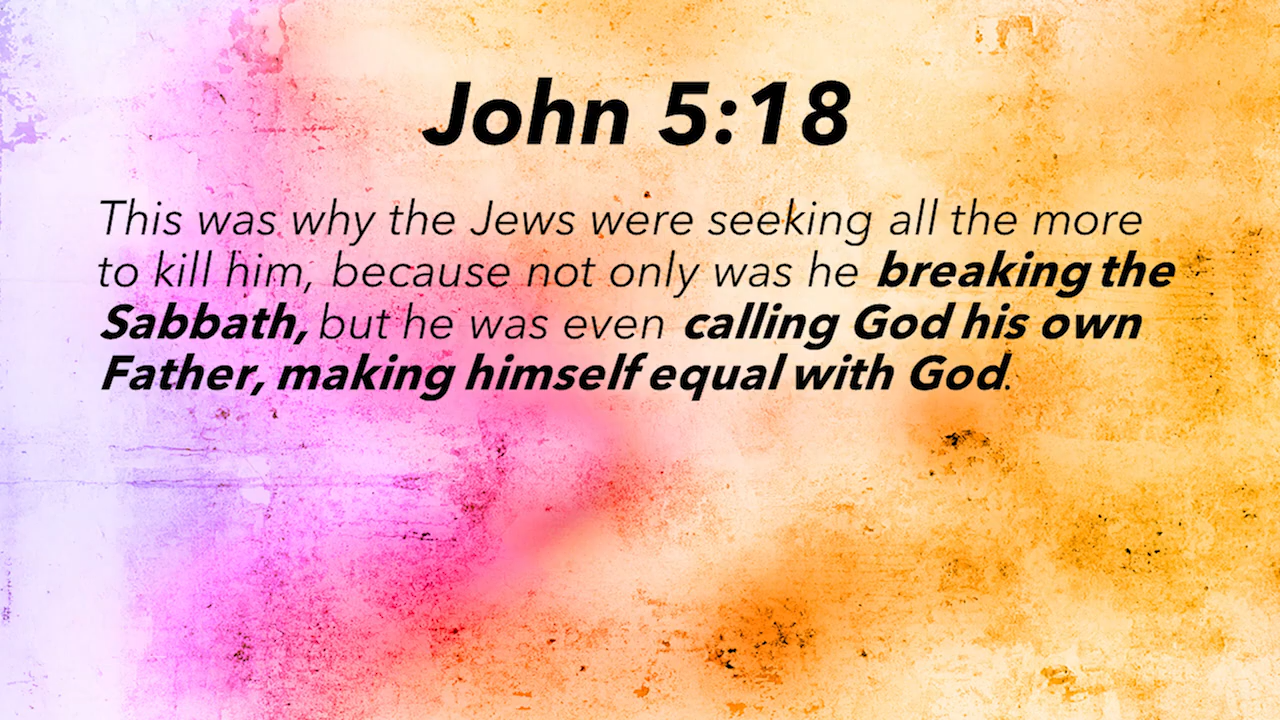 John 5:18
This was why the Jews were seeking all the more
to kill him, because not only was he breaking the
Sabbath, but he was even calling God his own
Father, making himself equal with God.